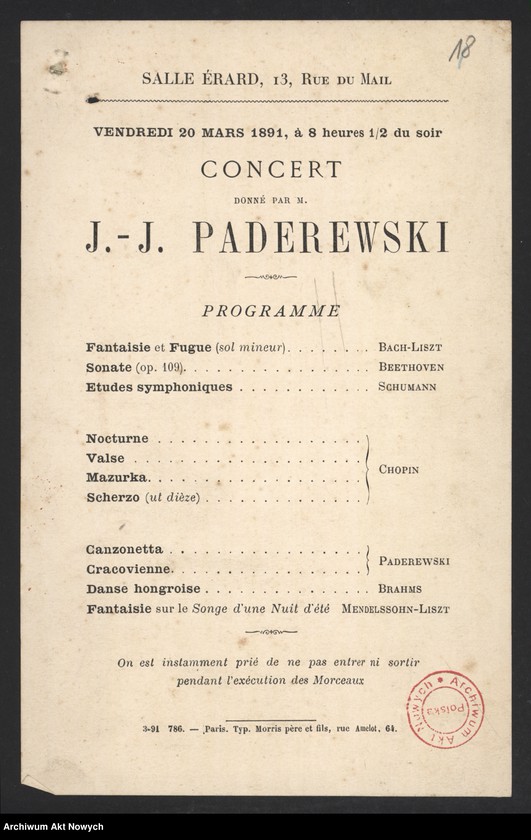 18
SALLE ÉRARD, 13, RUE DU MAIL
VENDREDI 20 MARS 1891, à 8 heures 1/2 du soir
CONCERT
DONNÉ PAR M.
J.-J. PADEREWSKI
PROGRAMME
Fantaisie et Fugue (sol mineur). . . . . . . . BACH-LISZT
Sonate (op. 109). . . . . . . . . . . . . . . . BEETHOVEN
Etudes symphoniques . . . . . . . . . . . SCHUMANN
Nocturne . . . . . . . . . . . . . . . . . .
Valse . . . . . . . . . . . . . . . . . . . .
CHOPIN
Mazurka. . . . . . . . . . . . . . . . . . .
Scherzo (ut dièze) . . . . . . . . . . . . .
Canzonetta . . . . . . . . . . . . . . . . .
PADEREWSKI
Cracovienne. . . . . . . . . . . . . . . . .
Danse hongroise . . . . . . . . . . . . . . BRAHMS
Fantaisie sur le Songe d'une Nuit d'été MENDELSSOHN-LISZT
On est instamment prié de ne pas entrer ni sortir
pendant l'exécution des Morceaux
Archiwum Akt Nowych
Polska
3-91 786. — Paris. Typ. Morris père et fils, rue Amelot, 64.
Archiwum Akt Nowych